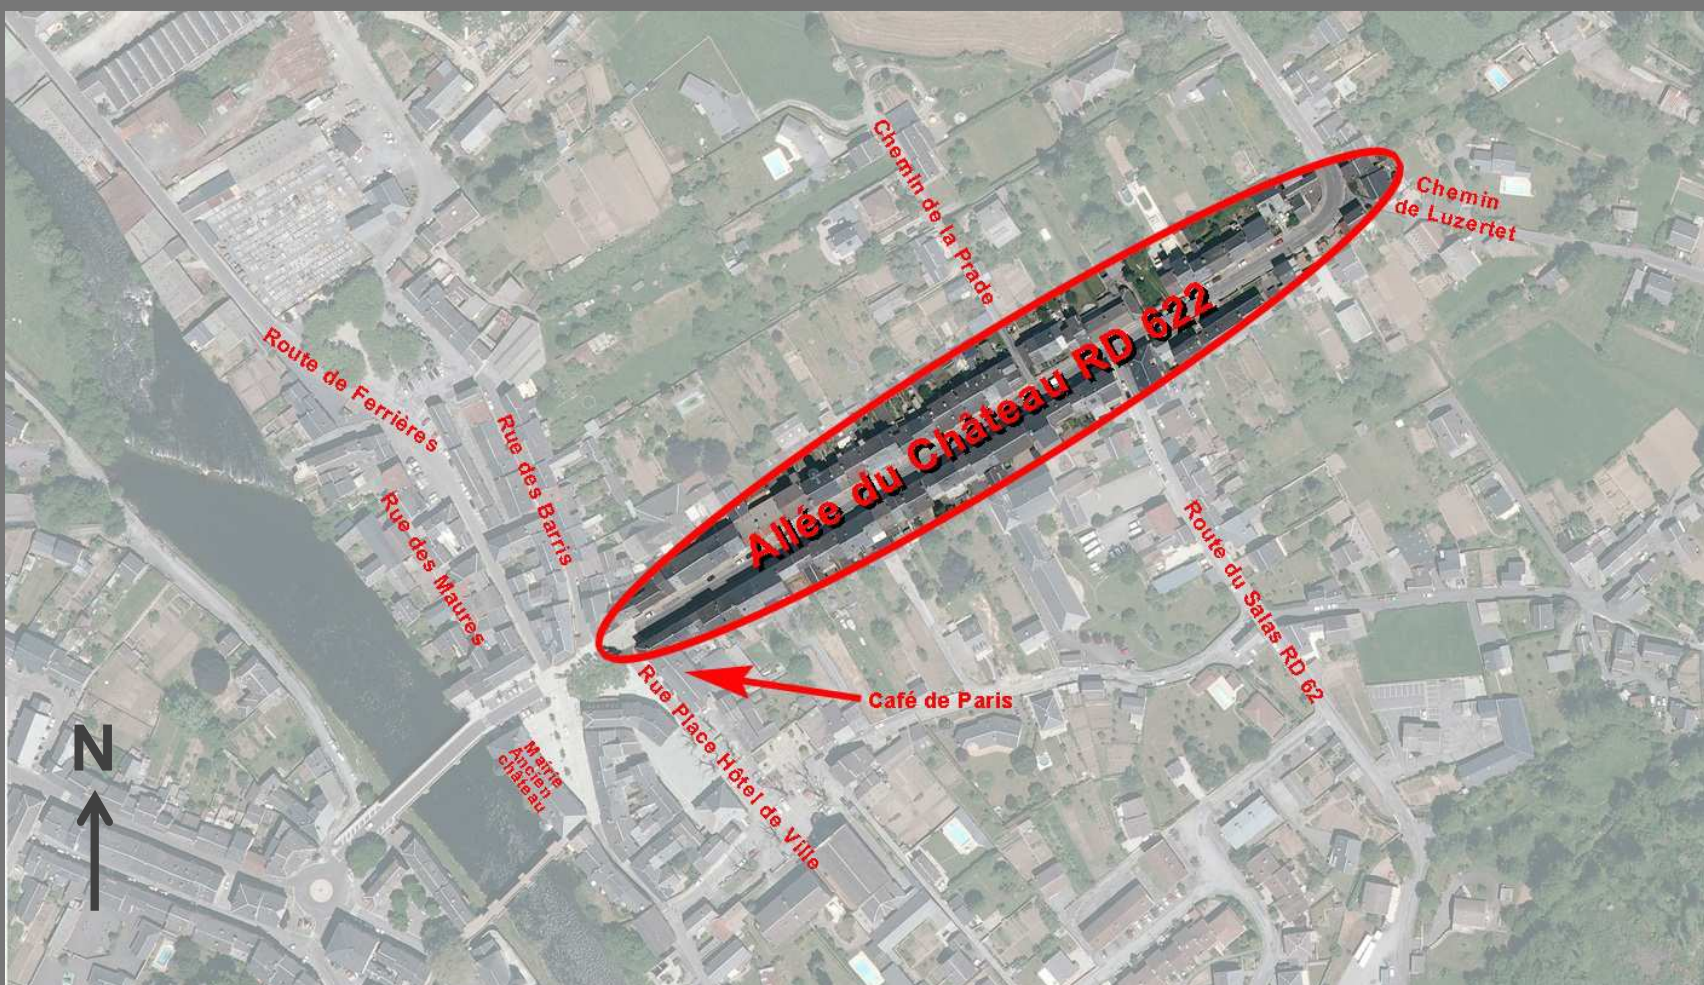 Chemin de la Prade
Chemin
de Luzertet
Allée du Château RD 622
Route de Ferrières
Rue des Barris
Rue des Maures
Route du Salas RD 62
Café de Paris
Rue Place Hôtel de Ville
Mairie
Ancien
château
N